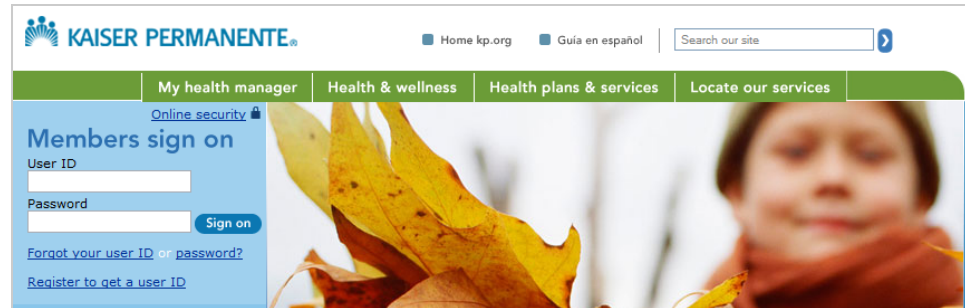 KAISER PERMANENTE®
Home kp.org
Guía en español
Search our site
My health manager
Health & wellness
Health plans & services
Locate our services
Online security
Members sign on
User ID
Password
Sign on
Forgot your user ID or password?
Register to get a user ID